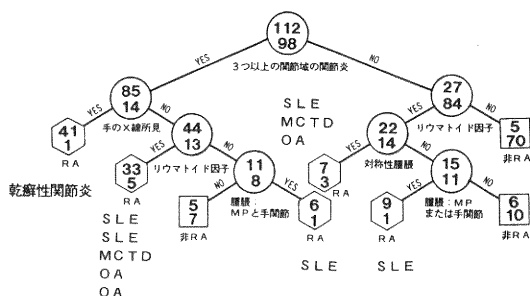 112
98
YES
NO
3つ以上の関節域の関節炎
85
14
手のX線所見
27
84
リウマトイド因子
YES
NO
YES
NO
41
1
RA
44
13
リウマトイド因子
SLE
MCTD
OA
22
14
対称性腫脹
5
70
非RA
YES
NO
YES
NO
乾癬性関節炎
33
5
RA
11
8
腫脹:
MPと手関節
7
3
RA
15
11
腫脹:MP
または手関節
NO
YES
YES
NO
5
7
非RA
6
1
RA
9
1
RA
6
10
非RA
SLE
SLE
MCTD
OA
OA
SLE
SLE